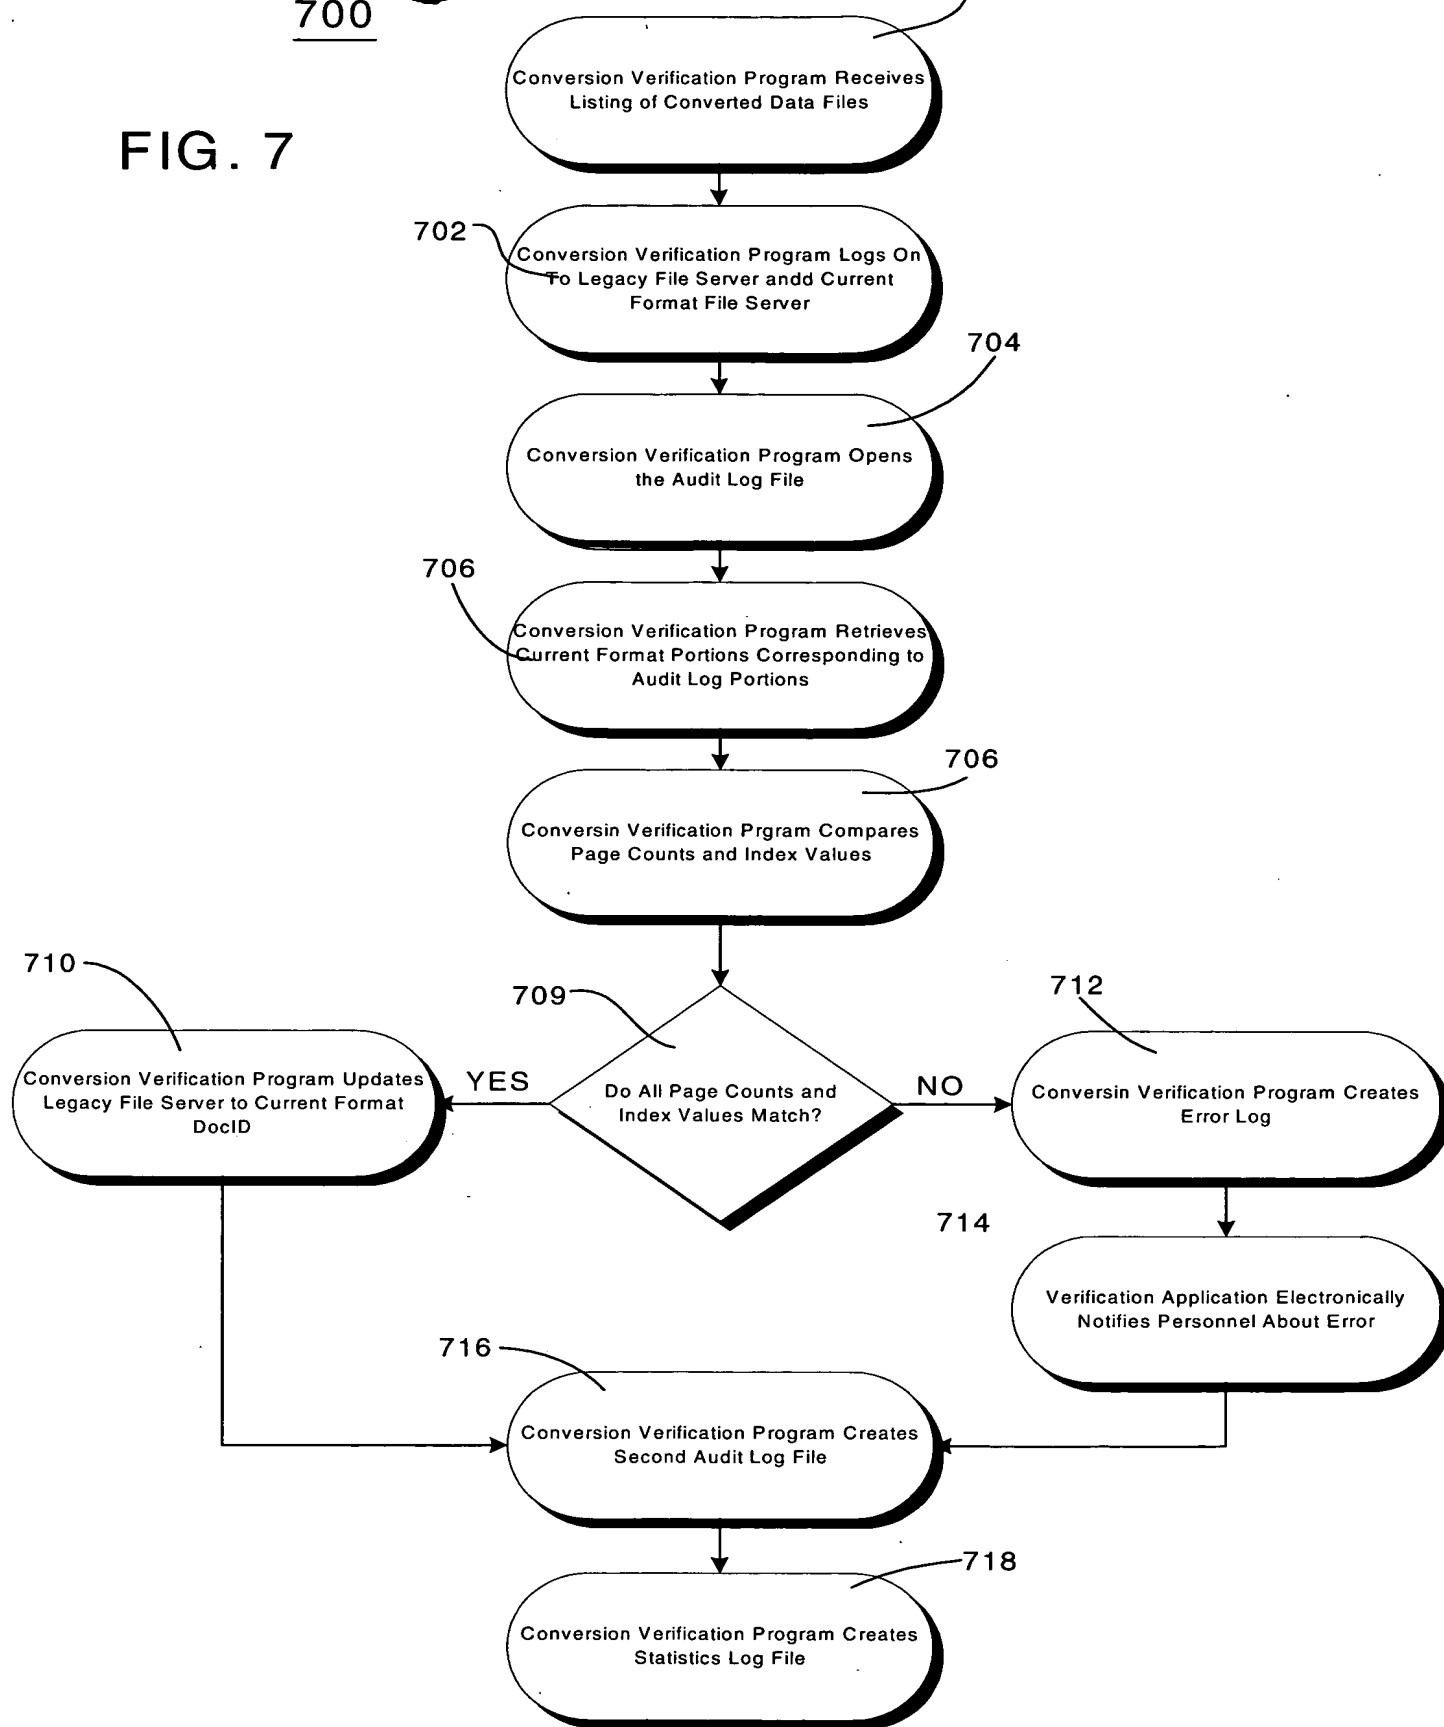 700
FIG. 7
Conversion Verification Program Receives
Listing of Converted Data Files
702
Conversion Verification Program Logs On
To Legacy File Server andd Current
Format File Server
704
Conversion Verification Program Opens
the Audit Log File
706
Conversion Verification Program Retrieves
Current Format Portions Corresponding to
Audit Log Portions
706
Conversin Verification Prgram Compares
Page Counts and Index Values
710
709
712
Conversion Verification Program Updates
Legacy File Server to Current Format
DocID
YES
Do All Page Counts and
Index Values Match?
NO
Conversin Verification Program Creates
Error Log
714
Verification Application Electronically
Notifies Personnel About Error
716
Conversion Verification Program Creates
Second Audit Log File
718
Conversion Verification Program Creates
Statistics Log File